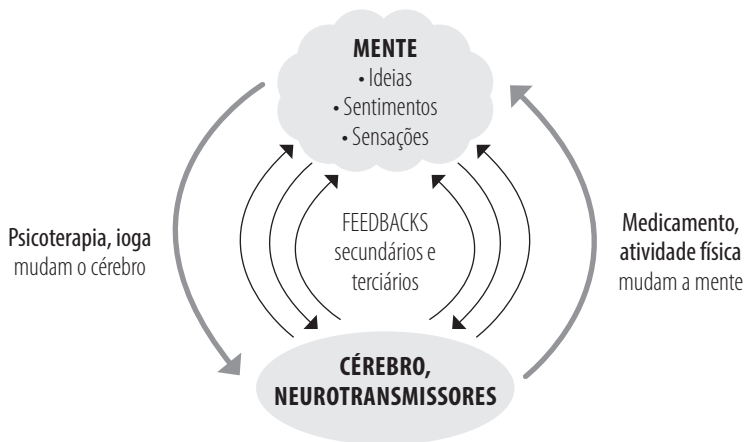 MENTE
• Ideias
• Sentimentos
• Sensações
Psicoterapia, ioga
mudam o cérebro
FEEDBACKS
secundários e
terciários
Medicamento,
atividade física
mudam a mente
CÉREBRO,
NEUROTRANSMISSORES